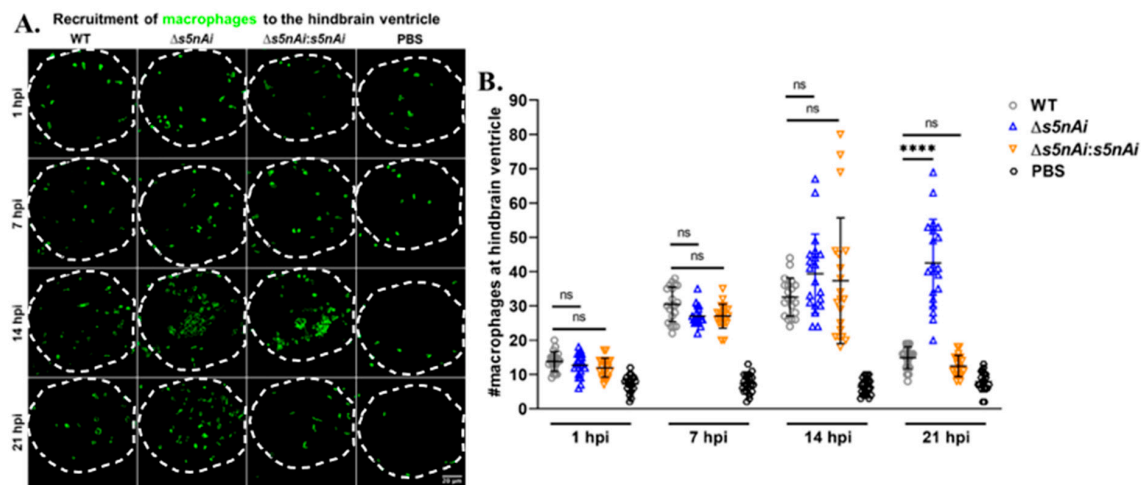 A.
Recruitment of macrophages to the hindbrain ventricle
WT Δs5nAi Δs5nAi:s5nAi PBS
1 hpi
7 hpi
14 hpi
21 hpi
20 µm
B.
#macrophages at hindbrain ventricle
90
80
70
60
50
40
30
20
10
0
ns
ns
ns
ns
ns
ns
ns
****
1 hpi 7 hpi 14 hpi 21 hpi
WT
Δs5nAi
Δs5nAi:s5nAi
PBS